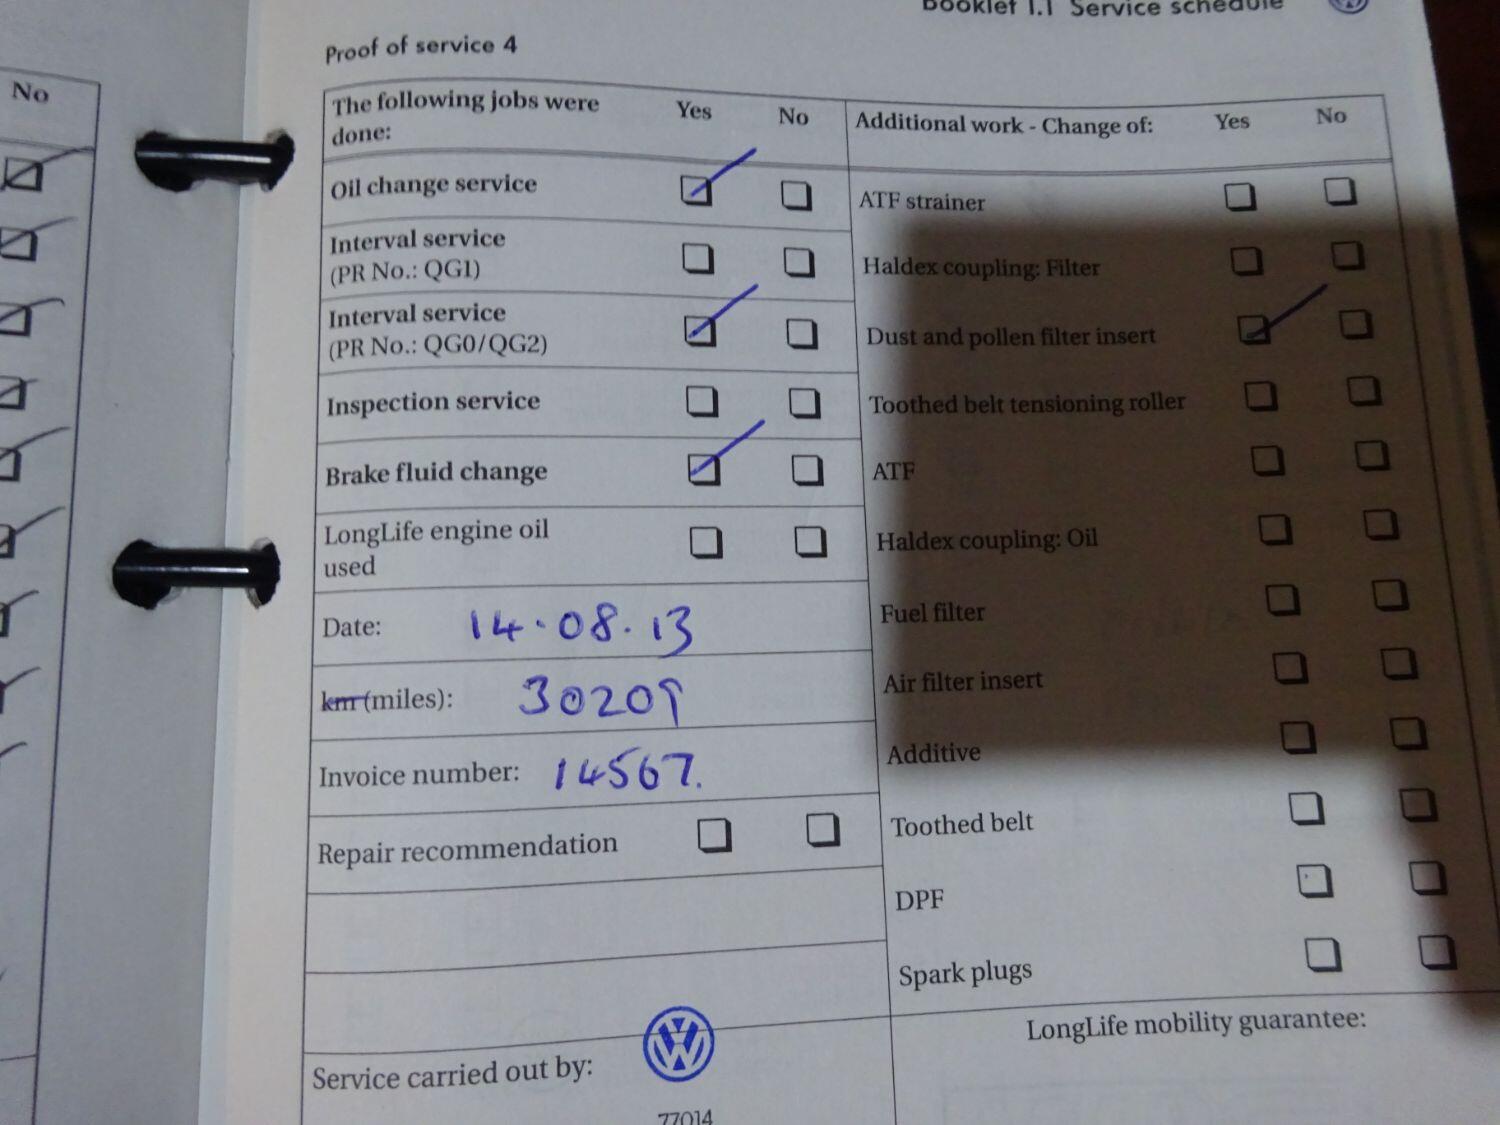 Booklet 1.1 Service schedule
Proof of service 4
No
The following jobs were done:
Yes
No
Oil change service
Interval service
(PR No.: QG1)
Interval service
(PR No.: QG0/QG2)
Inspection service
Brake fluid change
LongLife engine oil
used
Date: 14.08.13
km (miles): 30209
Invoice number: 14567.
Repair recommendation
Service carried out by:
77014
Additional work - Change of:
Yes
No
ATF strainer
Haldex coupling: Filter
Dust and pollen filter insert
Toothed belt tensioning roller
ATF
Haldex coupling: Oil
Fuel filter
Air filter insert
Additive
Toothed belt
DPF
Spark plugs
LongLife mobility guarantee: